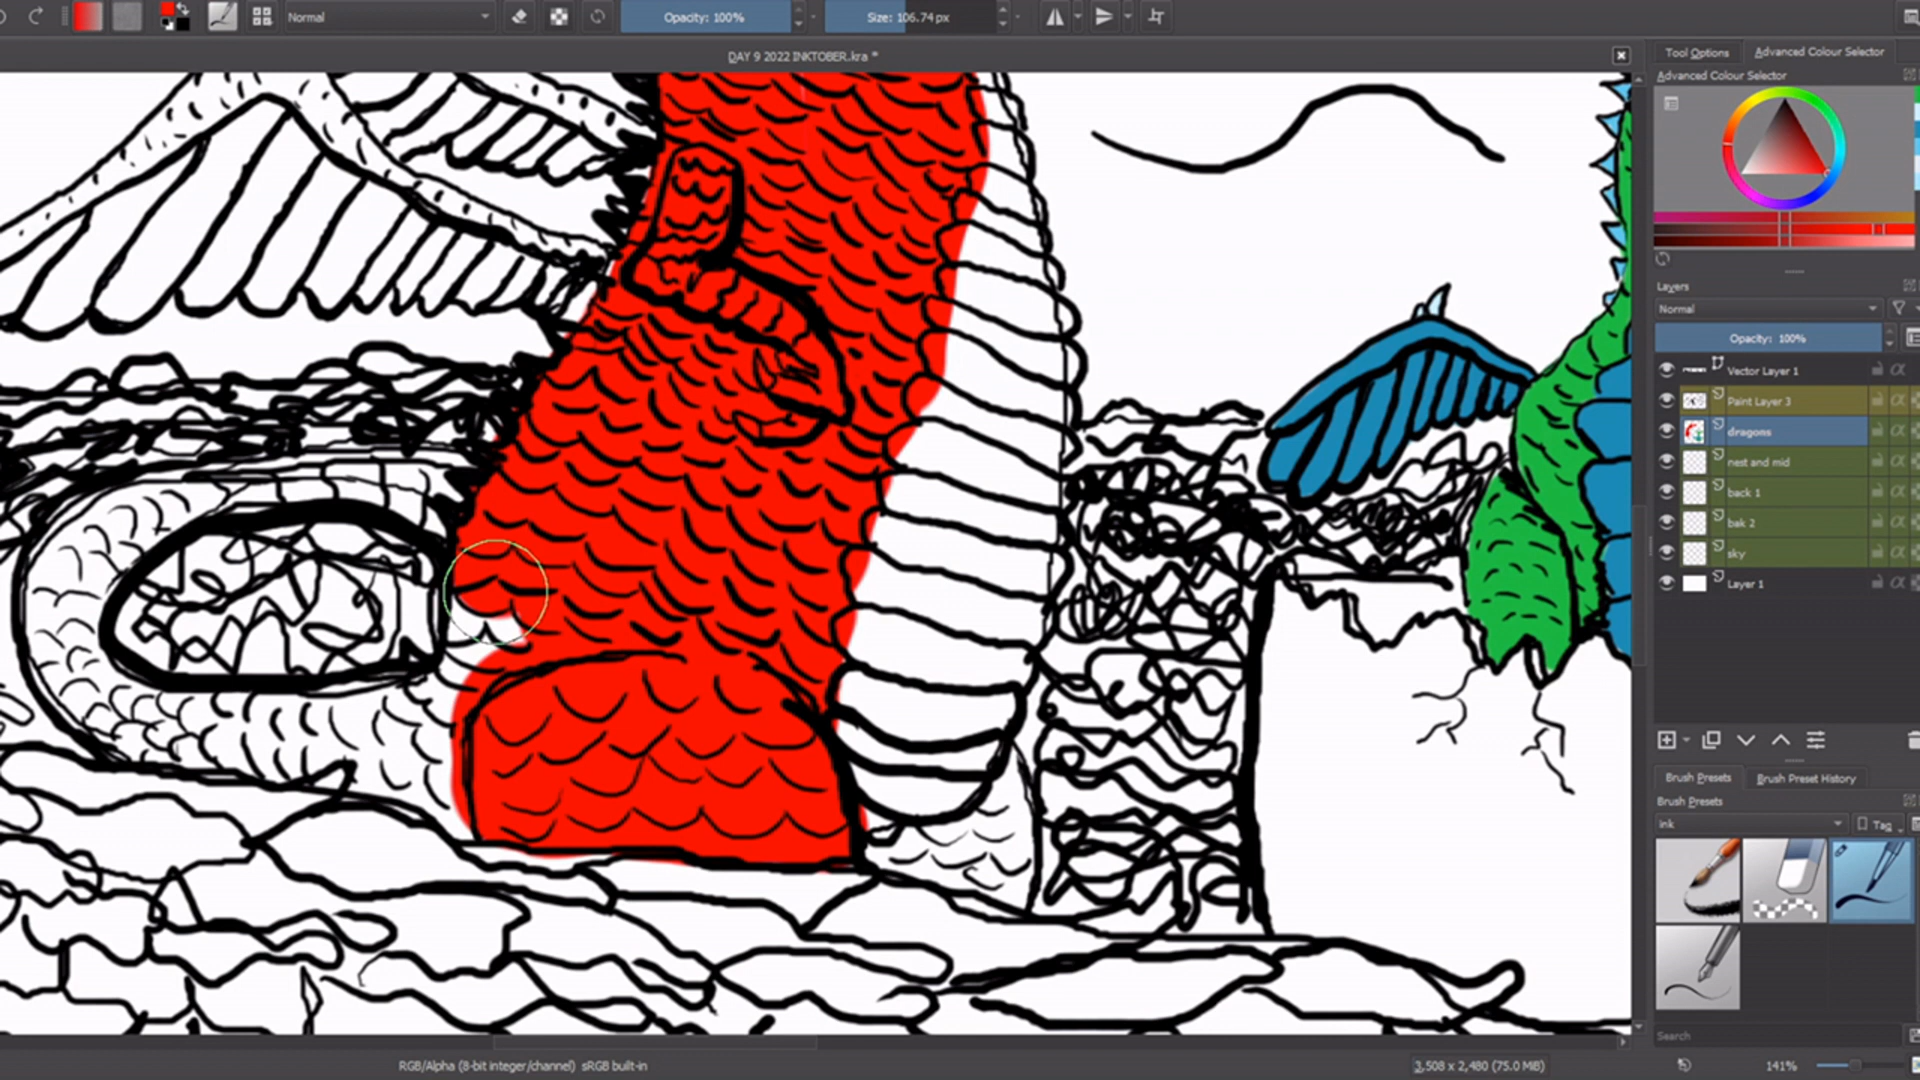 Normal
Opacity: 100%
Size: 106.74 px
DAY 9 2022 INKTOBER.kra *
Tool Options
Advanced Colour Selector
Advanced Colour Selector
Layers
Normal
Opacity: 100%
Vector Layer 1
Paint Layer 3
dragons
nest and mid
back 1
bak 2
sky
Layer 1
Brush Presets
Brush Preset History
Brush Presets
ink
Tag
Search
RGB/Alpha (8-bit integer/channel) sRGB built-in
3,508 x 2,480 (75.0 MB)
141%